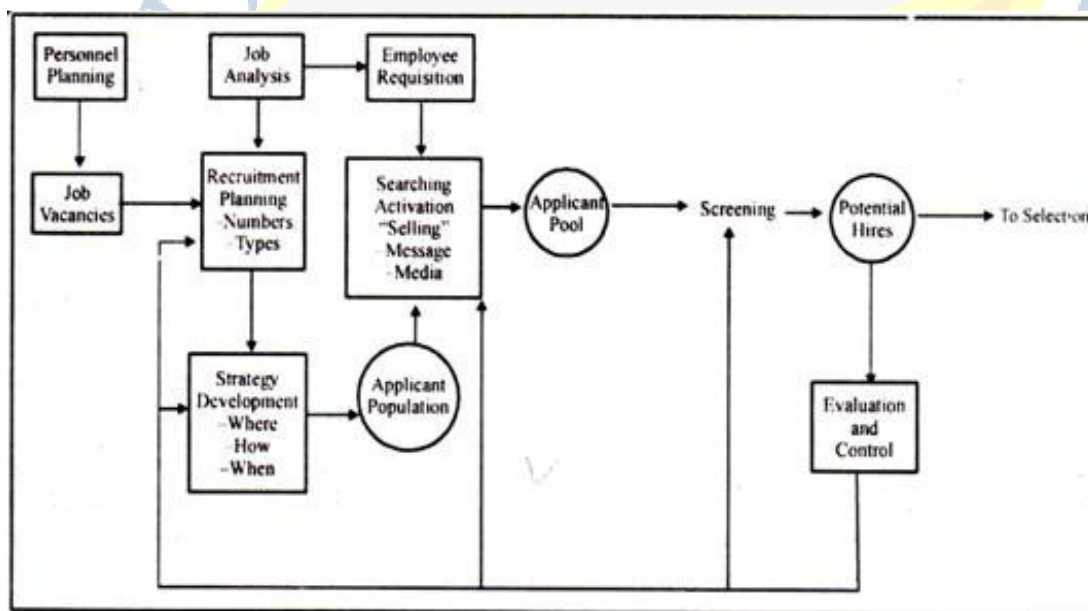 Personnel
Planning
Job
Analysis
Employee
Requisition
Job
Vacancies
Recruitment
Planning
-Numbers
-Types
Searching
Activation
"Selling"
-Message
-Media
Applicant
Pool
Screening
Potential
Hires
To Selection
Strategy
Development
-Where
-How
-When
Applicant
Population
Evaluation
and
Control